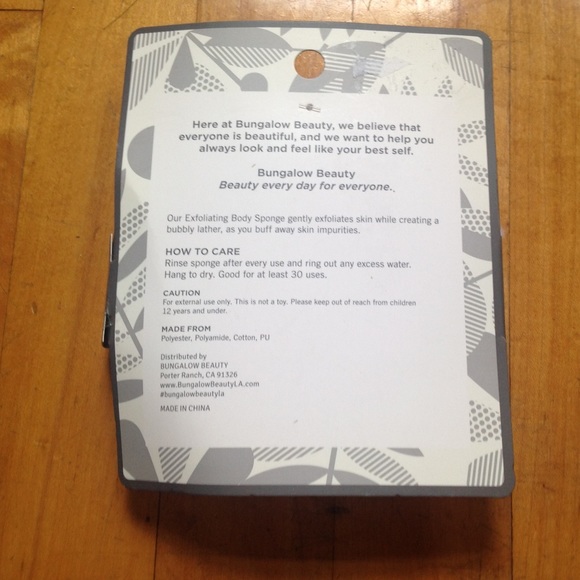 Here at Bungalow Beauty, we believe that
everyone is beautiful, and we want to help you
always look and feel like your best self.
Bungalow Beauty
Beauty every day for everyone.
Our Exfoliating Body Sponge gently exfoliates skin while creating a
bubbly lather, as you buff away skin impurities.
HOW TO CARE
Rinse sponge after every use and ring out any excess water.
Hang to dry. Good for at least 30 uses.
CAUTION
For external use only. This is not a toy. Please keep out of reach from children
12 years and under.
MADE FROM
Polyester, Polyamide, Cotton, PU
Distributed by
BUNGALOW BEAUTY
Porter Ranch, CA 91326
www.BungalowBeautyLA.com
#bungalowbeautyla
MADE IN CHINA